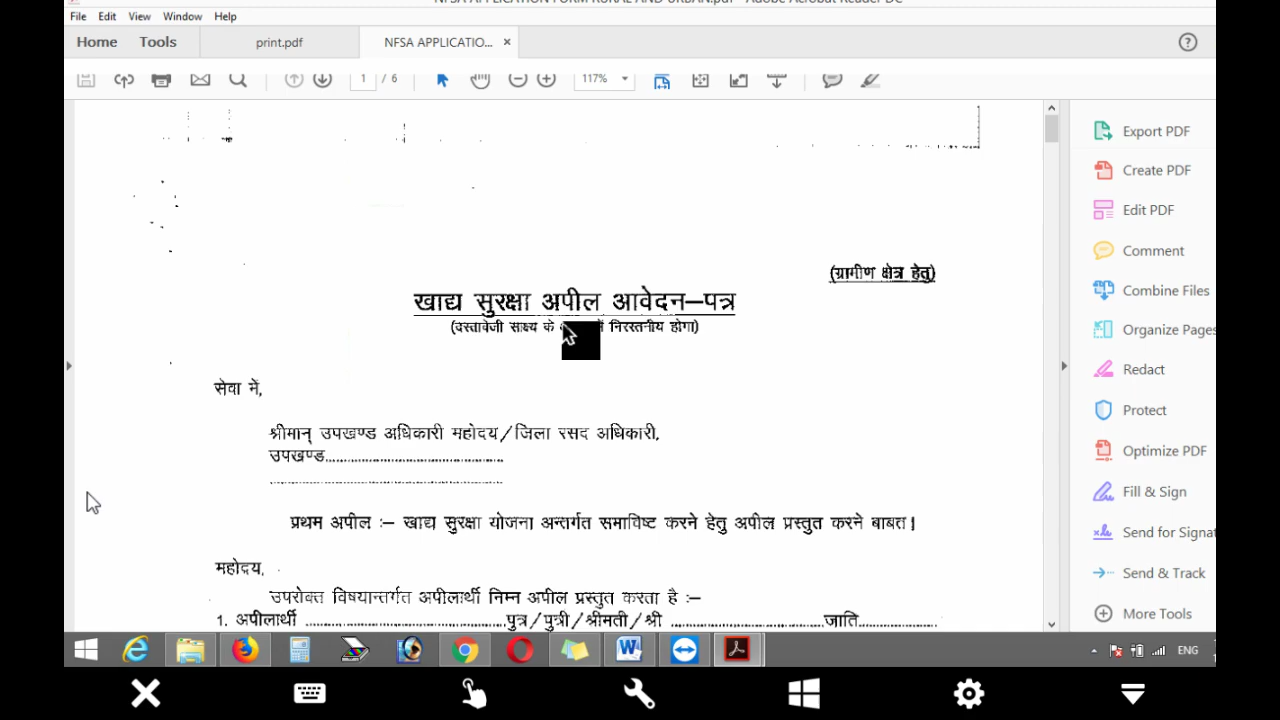 NFSA APPLICATION FORM RURAL AND URBAN.pdf - Adobe Acrobat Reader DC
File Edit View Window Help
Home Tools print.pdf NFSA APPLICATIO... ×
1 / 6 117%
Export PDF
Create PDF
Edit PDF
Comment
Combine Files
Organize Pages
Redact
Protect
Optimize PDF
Fill & Sign
Send for Signat
Send & Track
More Tools
(ग्रामीण क्षेत्र हेतु)
खाद्य सुरक्षा अपील आवेदन–पत्र
(दस्तावेजी साक्ष्य के निरस्तनीय होगा)
सेवा में,
श्रीमान् उपखण्ड अधिकारी महोदय/जिला रसद अधिकारी,
उपखण्ड..................................................
..................................................
प्रथम अपील :– खाद्य सुरक्षा योजना अन्तर्गत समाविष्ट करने हेतु अपील प्रस्तुत करने बाबत।
महोदय,
उपरोक्त विषयान्तर्गत अपीलार्थी निम्न अपील प्रस्तुत करता है :–
1. अपीलार्थी ..................................................पुत्र/पुत्री/श्रीमती/श्री ......................................जाति....................
ENG